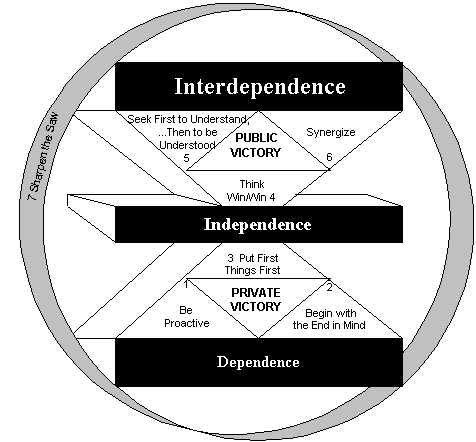 Interdependence
Seek First to Understand,
...Then to be
Understood
5
PUBLIC
VICTORY
Synergize
6
7 Sharpen the Saw
Think
Win/Win 4
Independence
3 Put First
Things First
1
PRIVATE
VICTORY
2
Be
Proactive
Begin with
the End in Mind
Dependence